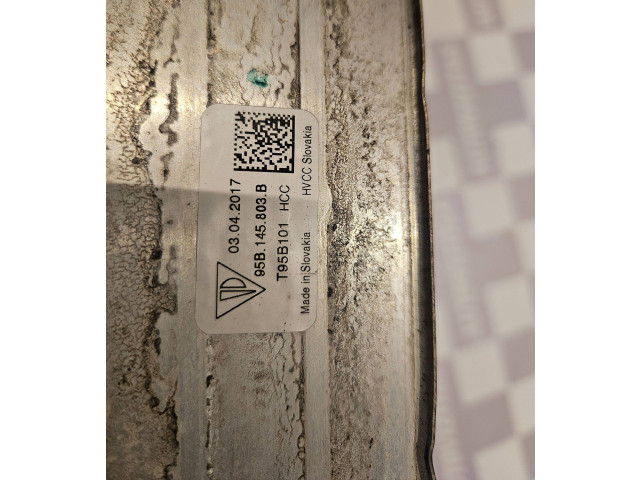 03.04.2017
95B.145.803.B
T95B101 HCC
Made in Slovakia HVCC Slovakia